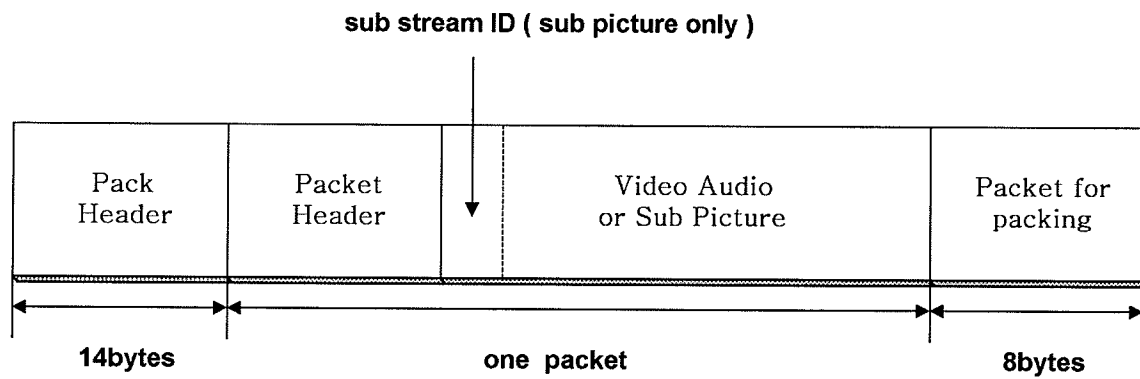 sub stream ID ( sub picture only )
Pack
Header
Packet
Header
Video Audio
or Sub Picture
Packet for
packing
14bytes
one packet
8bytes